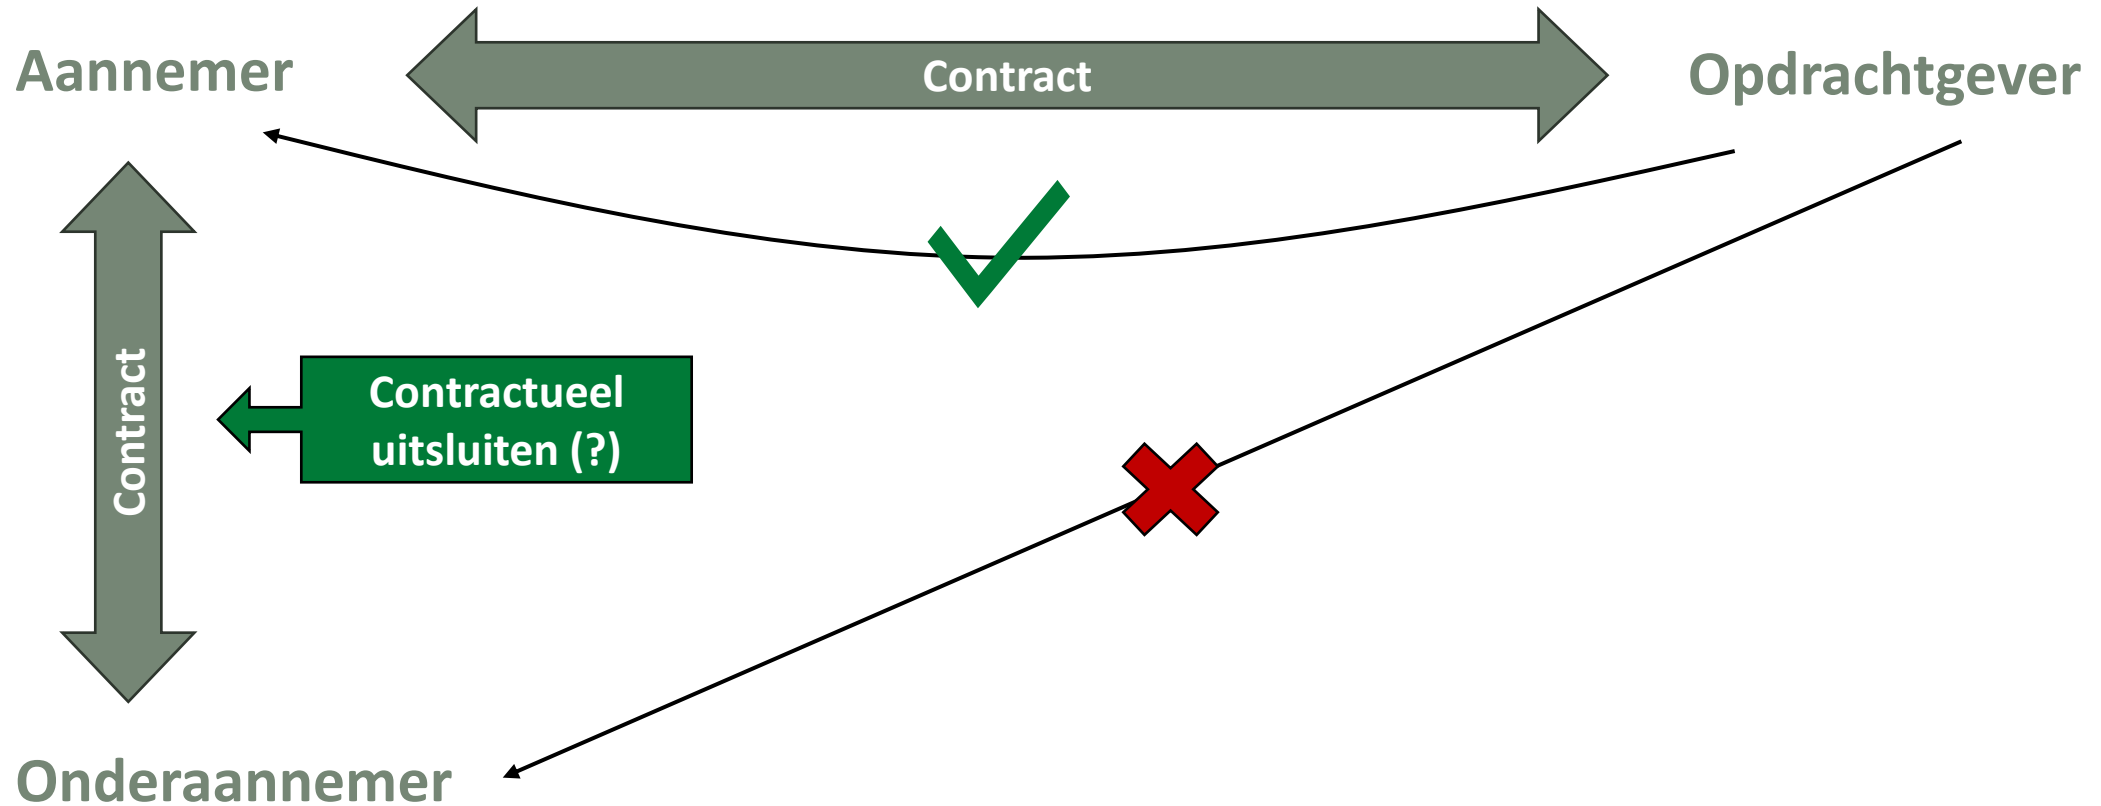 Aannemer
Contract
Opdrachtgever
Contract
Contractueel
uitsluiten (?)
Onderaannemer